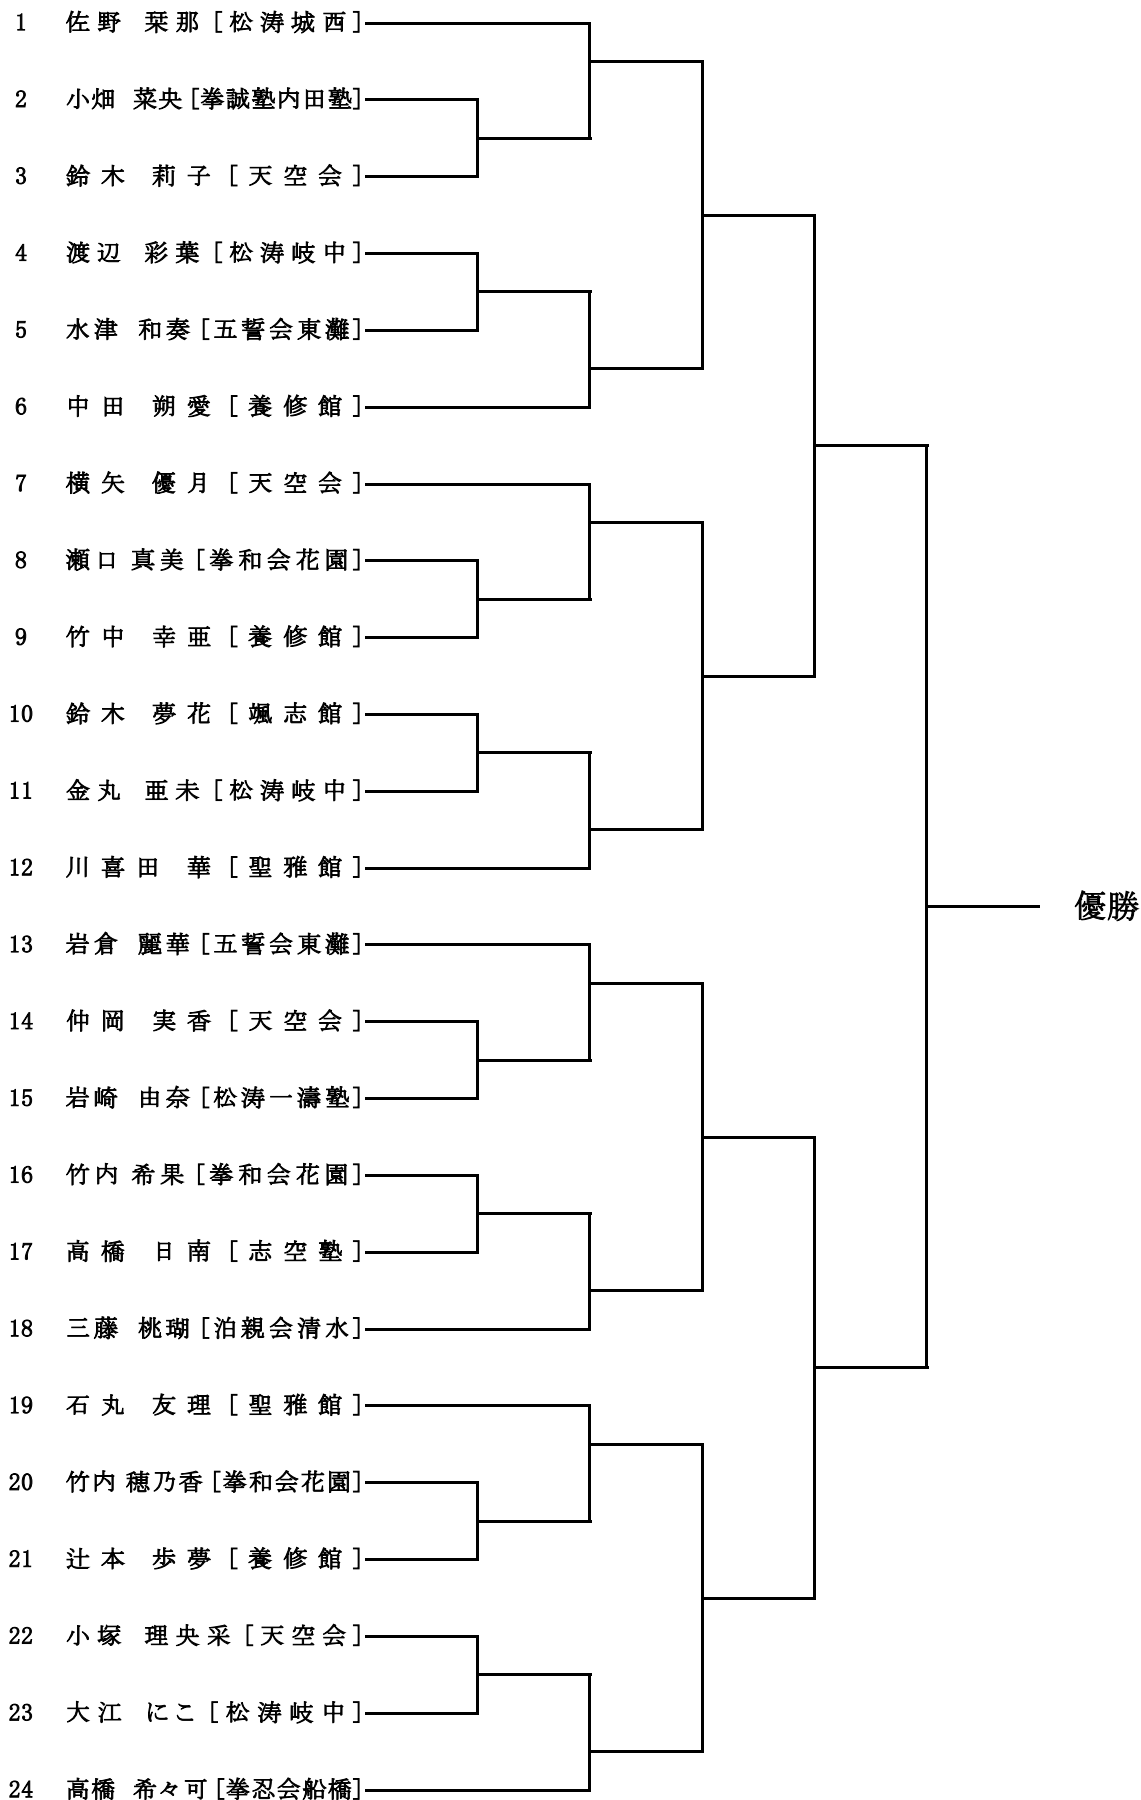 1 佐野 栞那 [松涛城西]
2 小畑 菜央 [拳誠塾内田塾]
3 鈴木 莉子 [天空会]
4 渡辺 彩葉 [松涛岐中]
5 水津 和奏 [五誓会東灘]
6 中田 朔愛 [養修館]
7 横矢 優月 [天空会]
8 瀬口 真美 [拳和会花園]
9 竹中 幸亜 [養修館]
10 鈴木 夢花 [颯志館]
11 金丸 亜未 [松涛岐中]
12 川喜田 華 [聖雅館]
優勝
13 岩倉 麗華 [五誓会東灘]
14 仲岡 実香 [天空会]
15 岩崎 由奈 [松涛一濤塾]
16 竹内 希果 [拳和会花園]
17 高橋 日南 [志空塾]
18 三藤 桃瑚 [泊親会清水]
19 石丸 友理 [聖雅館]
20 竹内 穂乃香 [拳和会花園]
21 辻本 歩夢 [養修館]
22 小塚 理央采 [天空会]
23 大江 にこ [松涛岐中]
24 高橋 希々可 [拳忍会船橋]